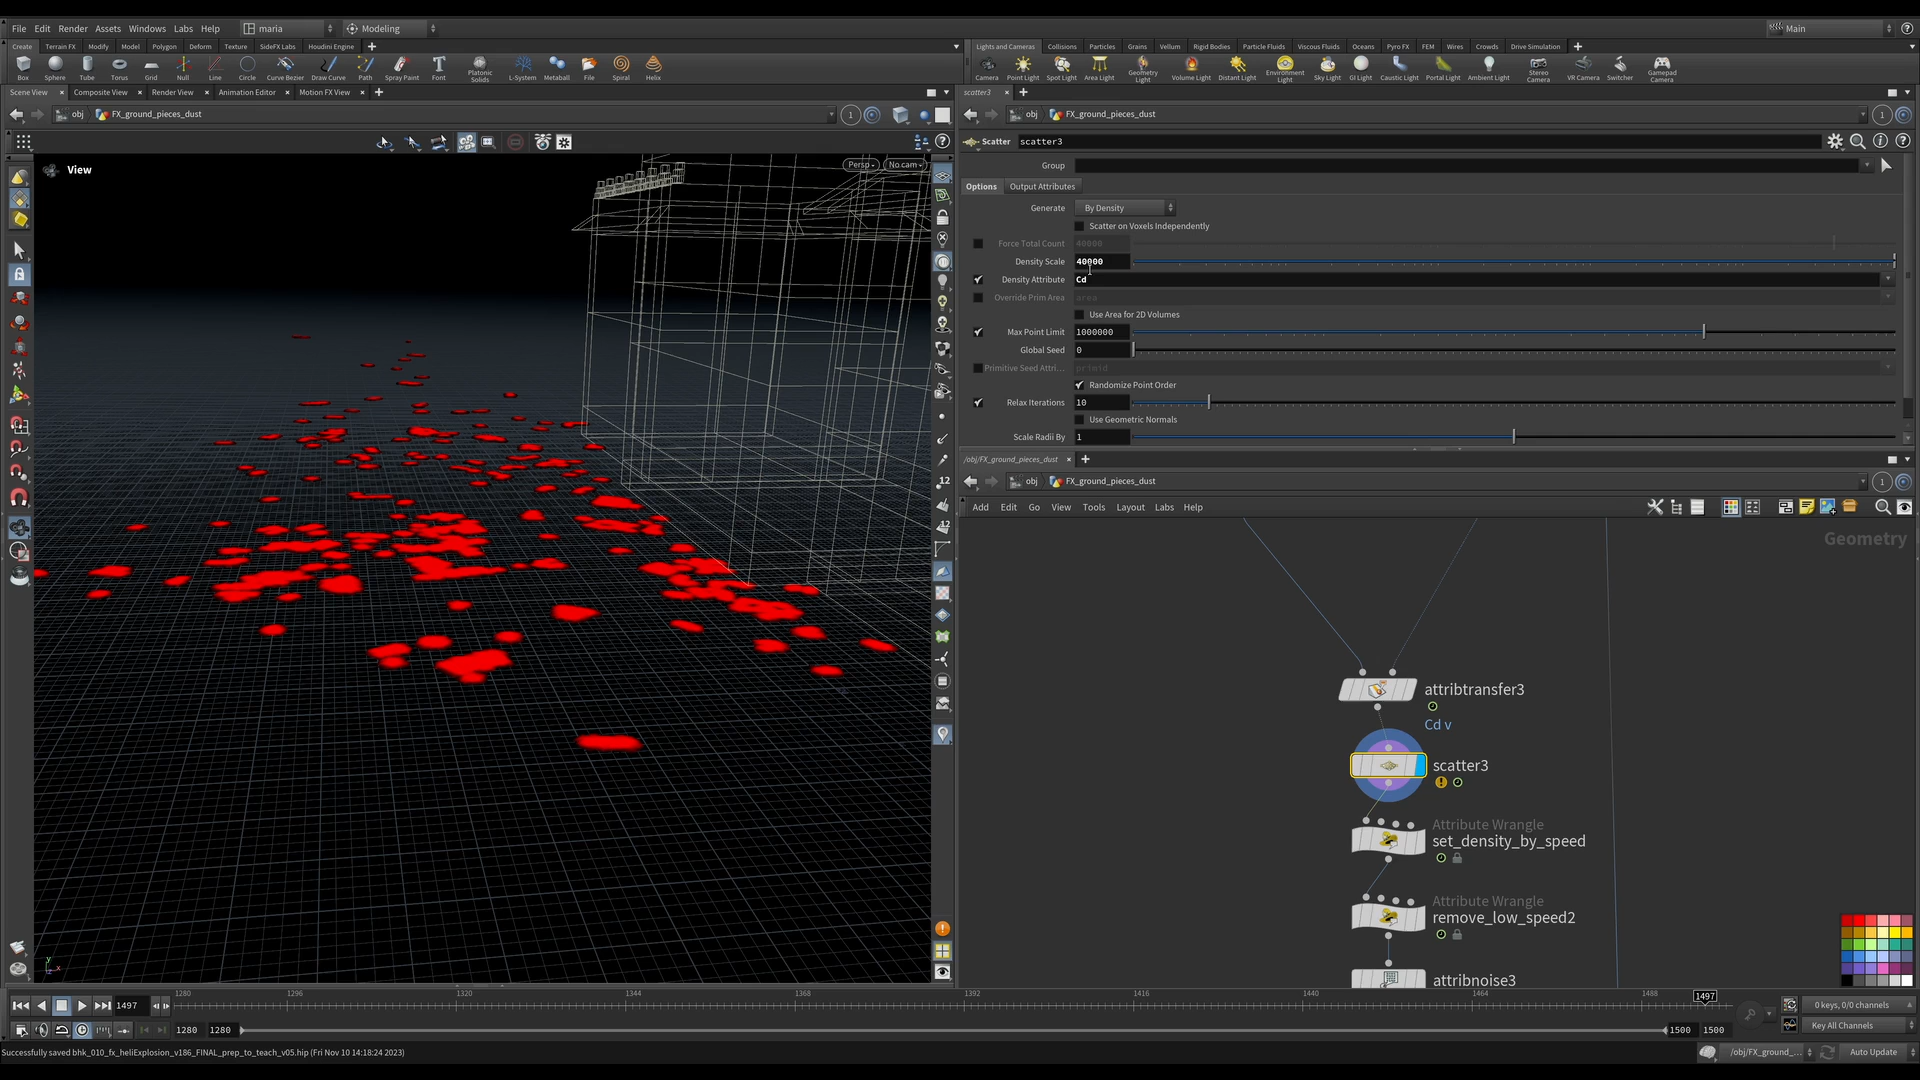 File Edit Render Assets Windows Labs Help maria Modeling Main
Create Terrain FX Modify Model Polygon Deform Texture SideFX Labs Houdini Engine
Lights and Cameras Collisions Particles Grains Vellum Rigid Bodies Particle Fluids Viscous Fluids Oceans Pyro FX FEM Wires Crowds Drive Simulation
Box Sphere Tube Torus Grid Null Line Circle Curve Bezier Draw Curve Path Spray Paint Font Platonic Solids L-System Metaball File Spiral Helix
Camera Point Light Spot Light Area Light Geometry Light Volume Light Distant Light Environment Light Sky Light GI Light Caustic Light Portal Light Ambient Light Stereo Camera VR Camera Switcher Gamepad Camera
Scene View Composite View Render View Animation Editor Motion FX View
scatter3
obj FX_ground_pieces_dust 1
obj FX_ground_pieces_dust 1
Scatter scatter3
View
Persp No cam
Group
Options Output Attributes
Generate By Density
Scatter on Voxels Independently
Force Total Count 40000
Density Scale 40000
Density Attribute Cd
Override Prim Area area
Use Area for 2D Volumes
Max Point Limit 1000000
Global Seed 0
Primitive Seed Attri... primid
Randomize Point Order
Relax Iterations 10
Use Geometric Normals
Scale Radii By 1
/obj/FX_ground_pieces_dust
obj FX_ground_pieces_dust 1
Add Edit Go View Tools Layout Labs Help
12
12
Geometry
attribtransfer3
Cd v
scatter3
Attribute Wrangle
set_density_by_speed
Attribute Wrangle
remove_low_speed2
attribnoise3
y
x
1497 1280 1296 1320 1344 1368 1392 1416 1440 1464 1488 1497
0 keys, 0/0 channels
1280 1280 1500 1500 Key All Channels
Successfully saved bhk_010_fx_heliExplosion_v186_FINAL_prep_to_teach_v05.hip (Fri Nov 10 14:18:24 2023)
/obj/FX_ground_... Auto Update